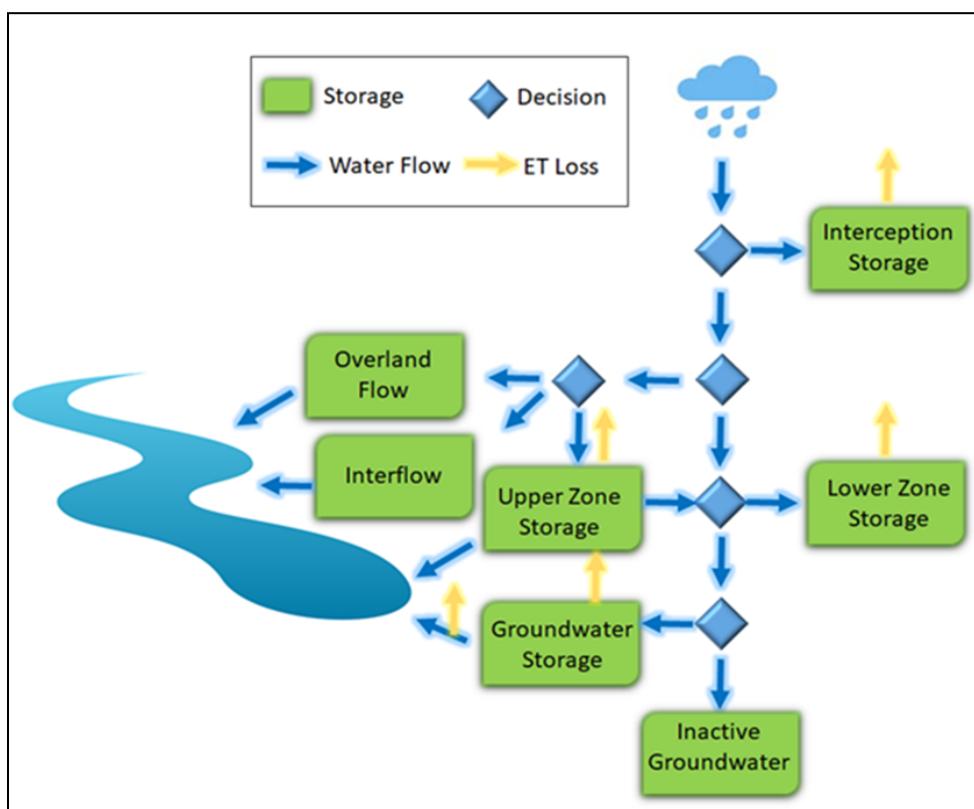 Storage
Decision
Water Flow
ET Loss
Interception
Storage
Overland
Flow
Interflow
Upper Zone
Storage
Lower Zone
Storage
Groundwater
Storage
Inactive
Groundwater